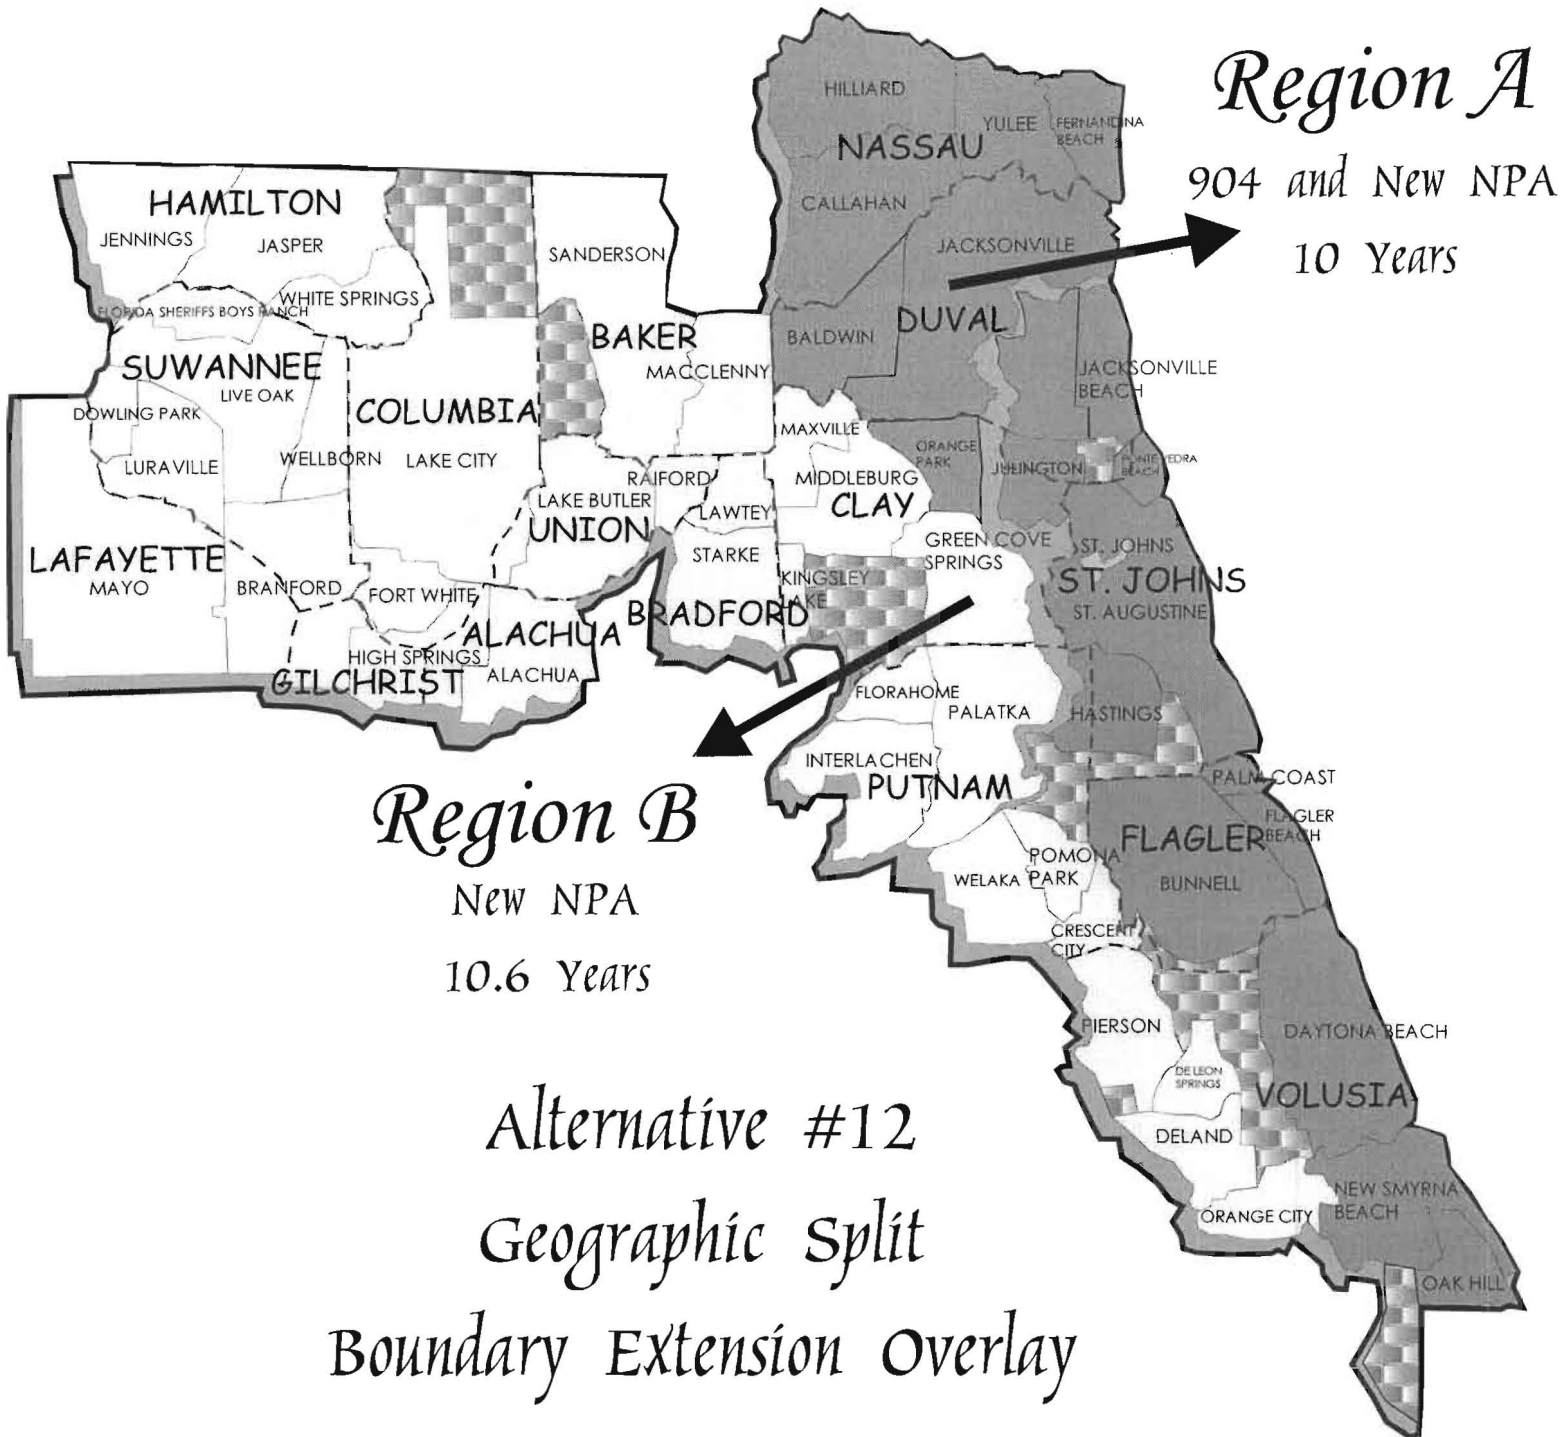 Region A
904 and New NPA
10 Years
HILLIARD
YULEE
FERNANDINA
BEACH
NASSAU
CALLAHAN
JACKSONVILLE
DUVAL
BALDWIN
JACKSONVILLE
BEACH
HAMILTON
JENNINGS
JASPER
WHITE SPRINGS
FLORIDA SHERIFFS BOYS RANCH
SANDERSON
BAKER
MACCLENNY
SUWANNEE
LIVE OAK
DOWLING PARK
LURAVILLE
WELLBORN
COLUMBIA
LAKE CITY
MAXVILLE
ORANGE
PARK
JULINGTON
PONTE VEDRA
BEACH
MIDDLEBURG
CLAY
RAIFORD
LAKE BUTLER
UNION
LAWTEY
STARKE
GREEN COVE
SPRINGS
ST. JOHNS
ST. JOHNS
ST. AUGUSTINE
LAFAYETTE
MAYO
BRANFORD
FORT WHITE
KINGSLEY
LAKE
BRADFORD
ALACHUA
HIGH SPRINGS
ALACHUA
GILCHRIST
FLORAHOME
PALATKA
HASTINGS
INTERLACHEN
PUTNAM
PALM COAST
FLAGLER
BEACH
FLAGLER
BUNNELL
POMONA
PARK
WELAKA
CRESCENT
CITY
Region B
New NPA
10.6 Years
PIERSON
DAYTONA BEACH
DE LEON
SPRINGS
VOLUSIA
DELAND
NEW SMYRNA
BEACH
ORANGE CITY
OAK HILL
Alternative #12
Geographic Split
Boundary Extension Overlay